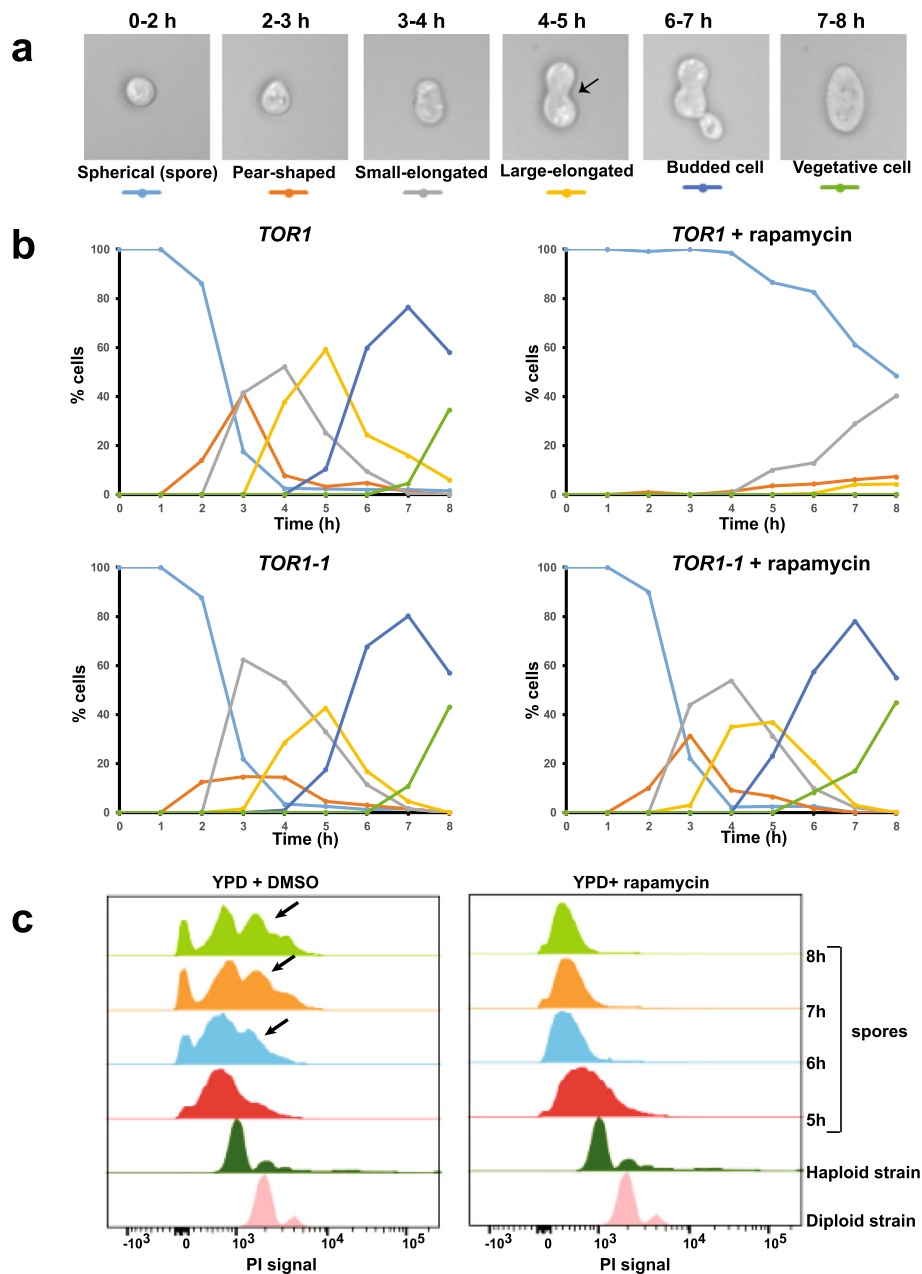 a
0-2 h 2-3 h 3-4 h 4-5 h 6-7 h 7-8 h
Spherical (spore) Pear-shaped Small-elongated Large-elongated Budded cell Vegetative cell
b
TOR1
100
80
60
40
20
0
% cells
0 1 2 3 4 5 6 7 8
Time (h)
TOR1 + rapamycin
100
80
60
40
20
0
% cells
0 1 2 3 4 5 6 7 8
Time (h)
TOR1-1
100
80
60
40
20
0
% cells
0 1 2 3 4 5 6 7 8
Time (h)
TOR1-1 + rapamycin
100
80
60
40
20
0
% cells
0 1 2 3 4 5 6 7 8
Time (h)
c
YPD + DMSO
YPD+ rapamycin
8h
7h
spores
6h
5h
Haploid strain
Diploid strain
-10³ 0 10³ 10⁴ 10⁵
PI signal
-10³ 0 10³ 10⁴ 10⁵
PI signal